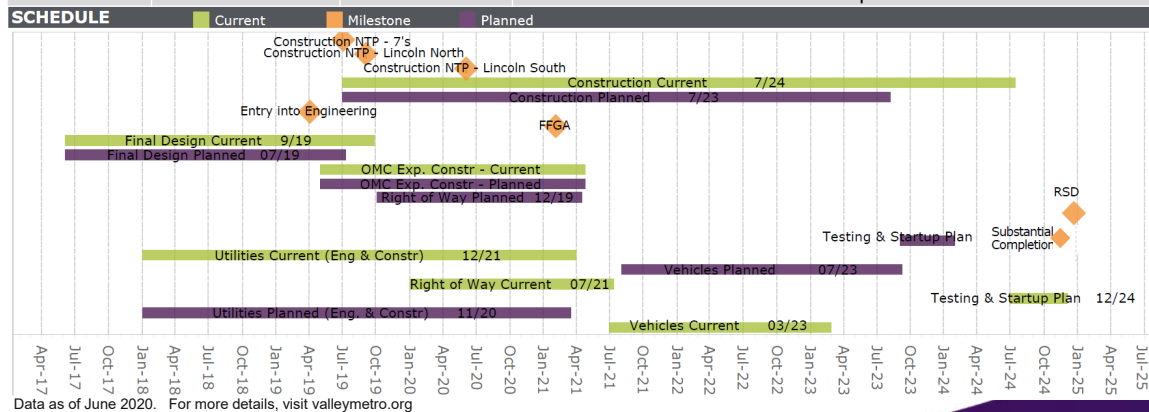 SCHEDULE Current Milestone Planned
Construction NTP - 7's
Construction NTP - Lincoln North
Construction NTP - Lincoln South
Construction Current 7/24
Construction Planned 7/23
Entry into Engineering
FFGA
Final Design Current 9/19
Final Design Planned 07/19
OMC Exp. Constr - Current
OMC Exp. Constr - Planned
Right of Way Planned 12/19
RSD
Testing & Startup Plan
Substantial
Completion
Utilities Current (Eng & Constr) 12/21
Vehicles Planned 07/23
Right of Way Current 07/21
Testing & Startup Plan 12/24
Utilities Planned (Eng. & Constr) 11/20
Vehicles Current 03/23
Apr-17 Jul-17 Oct-17 Jan-18 Apr-18 Jul-18 Oct-18 Jan-19 Apr-19 Jul-19 Oct-19 Jan-20 Apr-20 Jul-20 Oct-20 Jan-21 Apr-21 Jul-21 Oct-21 Jan-22 Apr-22 Jul-22 Oct-22 Jan-23 Apr-23 Jul-23 Oct-23 Jan-24 Apr-24 Jul-24 Oct-24 Jan-25 Apr-25 Jul-25
Data as of June 2020. For more details, visit valleymetro.org